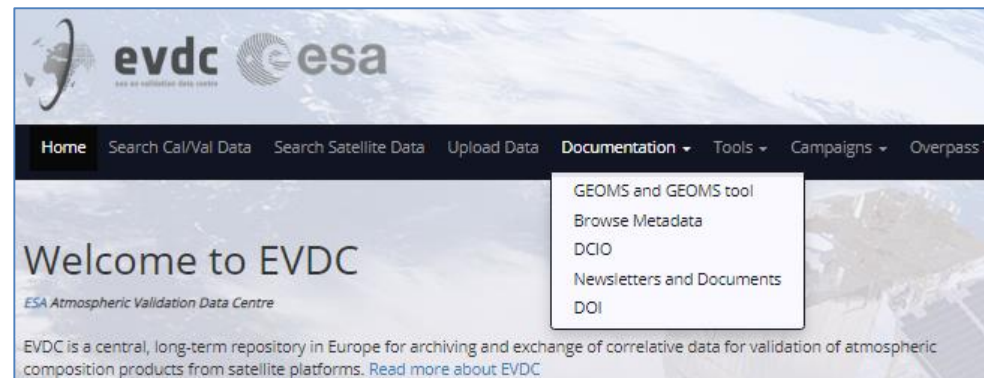 evdc esa
Home Search Cal/Val Data Search Satellite Data Upload Data Documentation Tools Campaigns Overpass
GEOMS and GEOMS tool
Browse Metadata
DCIO
Newsletters and Documents
DOI
Welcome to EVDC
ESA Atmospheric Validation Data Centre
EVDC is a central, long-term repository in Europe for archiving and exchange of correlative data for validation of atmospheric
composition products from satellite platforms. Read more about EVDC